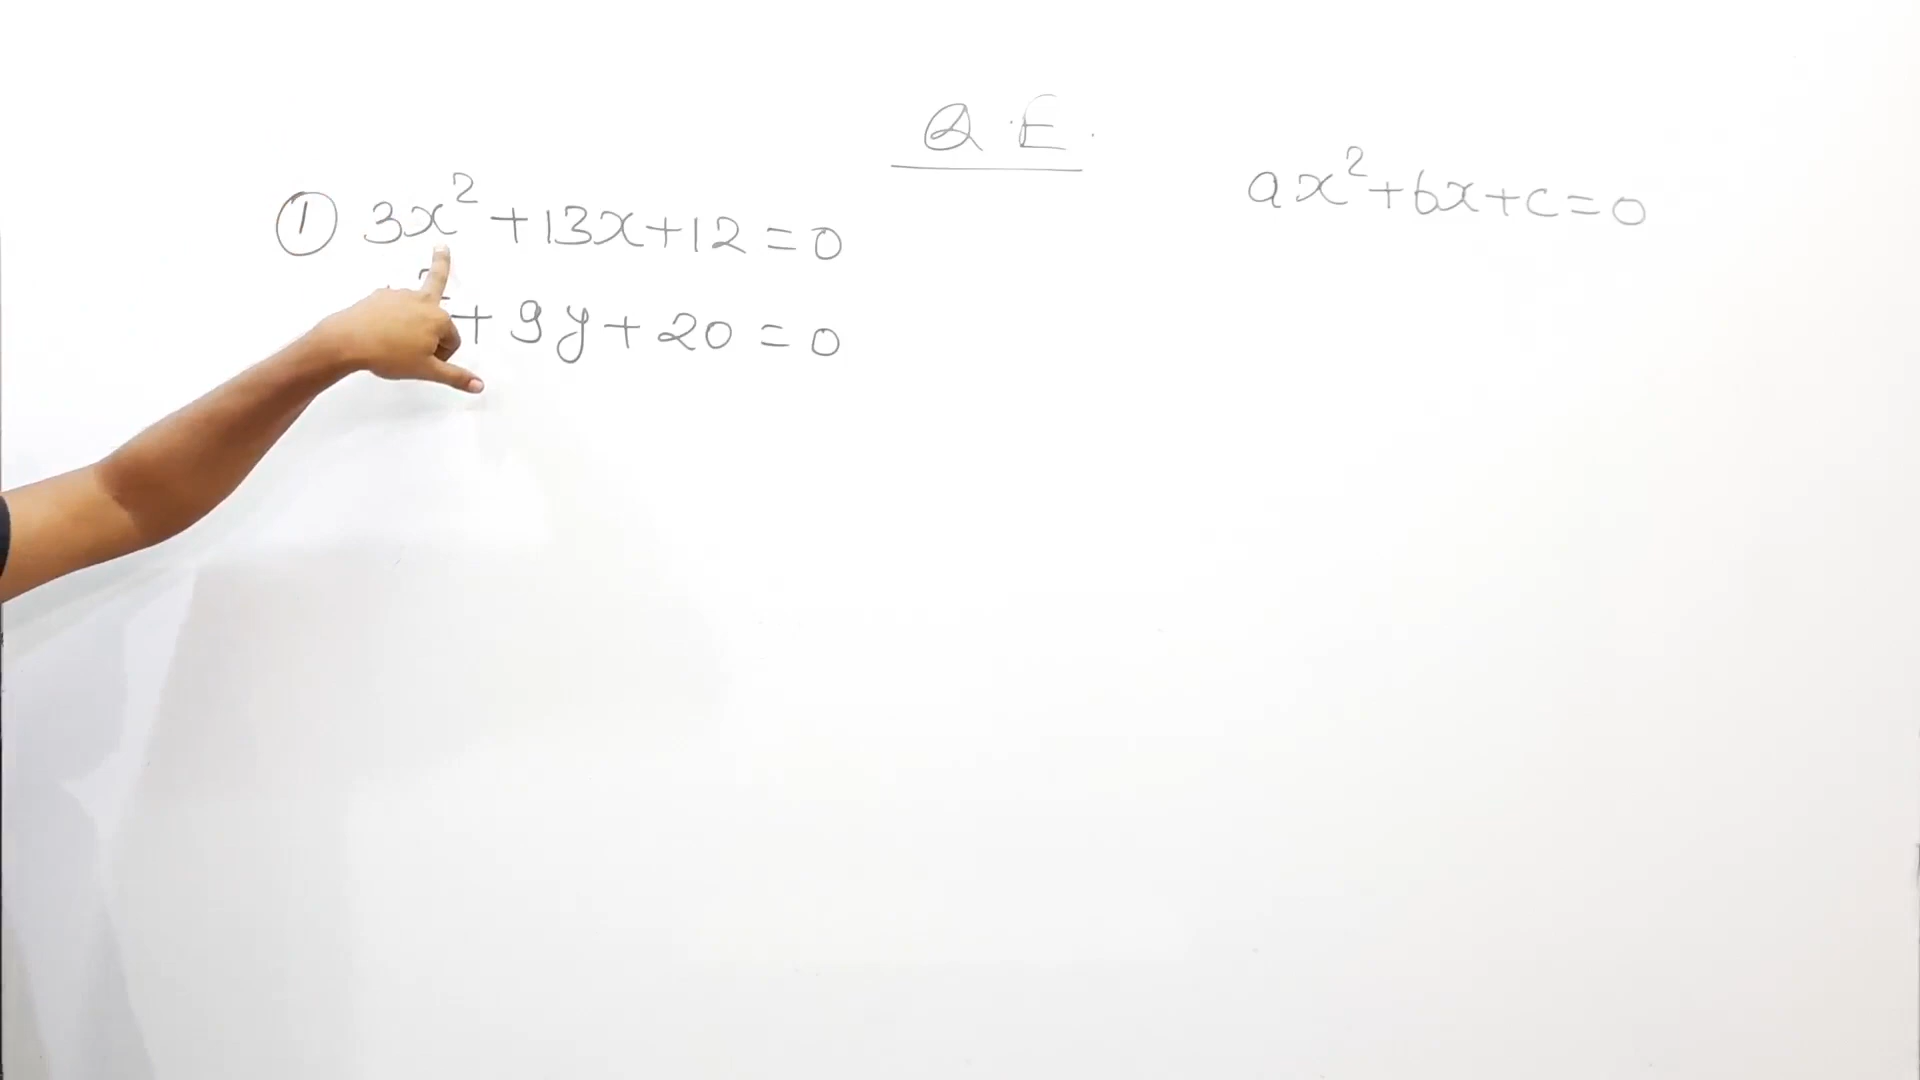 Q.E.
① 3x² + 13x + 12 = 0
+ 9y + 20 = 0
ax² + bx + c = 0